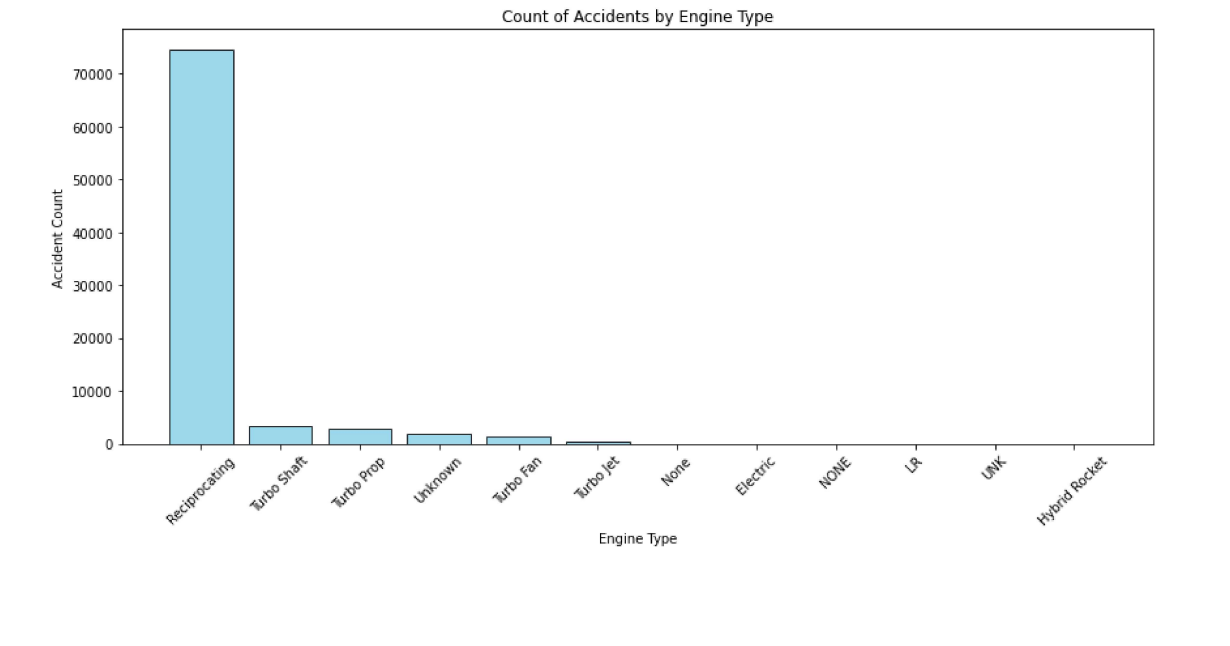 Count of Accidents by Engine Type
Accident Count
70000
60000
50000
40000
30000
20000
10000
0
Reciprocating
Turbo Shaft
Turbo Prop
Unknown
Turbo Fan
Turbo Jet
None
Electric
NONE
LR
UNK
Hybrid Rocket
Engine Type